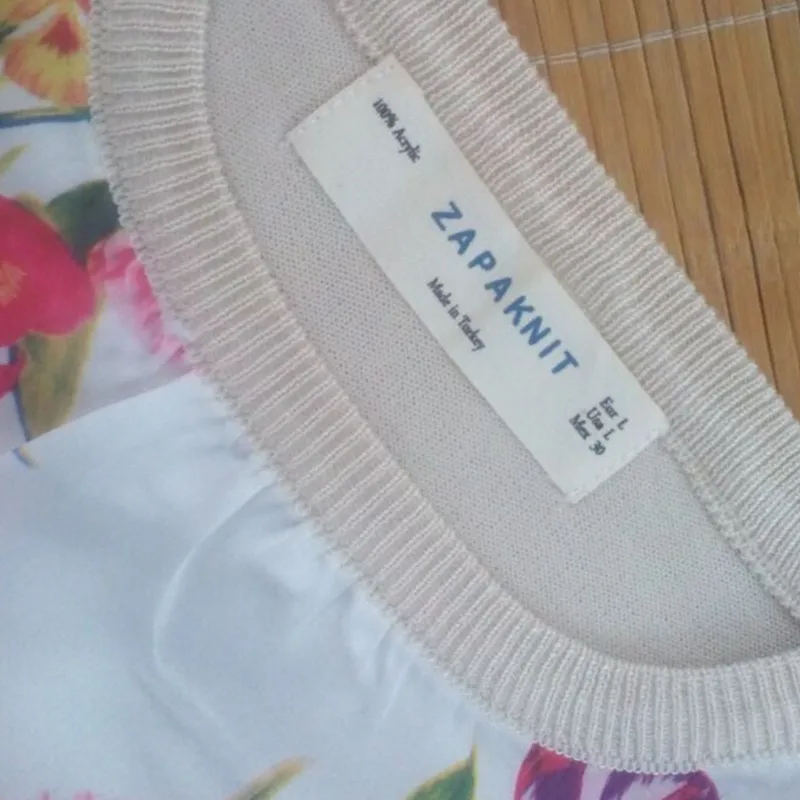 100% Acrylic
ZAPAKNIT
Made in Turkey
Eur L
Usa L
Mex 30